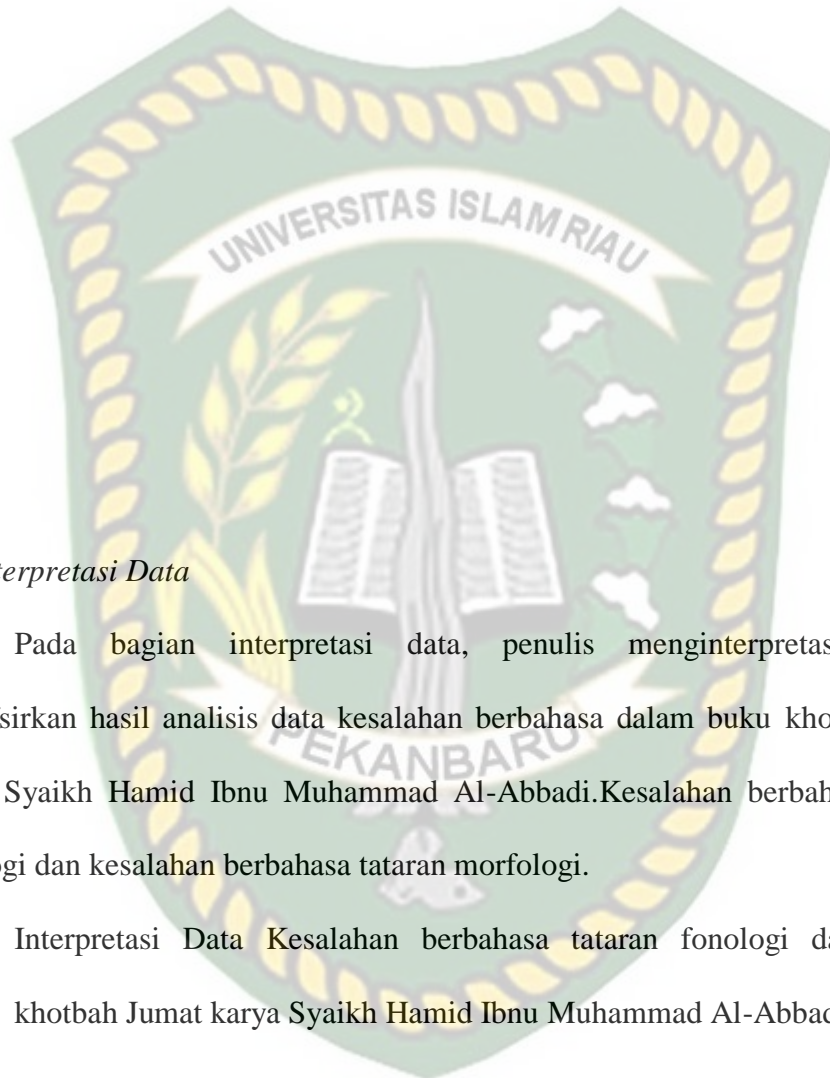 UNIVERSITAS ISLAM RIAU
terpretasi Data
Pada bagian interpretasi data, penulis menginterpretas
sirkan hasil analisis data kesalahan berbahasa dalam buku kho
Syaikh Hamid Ibnu Muhammad Al-Abbadi.Kesalahan berbah
PEKANBARU
ogi dan kesalahan berbahasa tataran morfologi.
Interpretasi Data Kesalahan berbahasa tataran fonologi da
khotbah Jumat karya Syaikh Hamid Ibnu Muhammad Al-Abbad